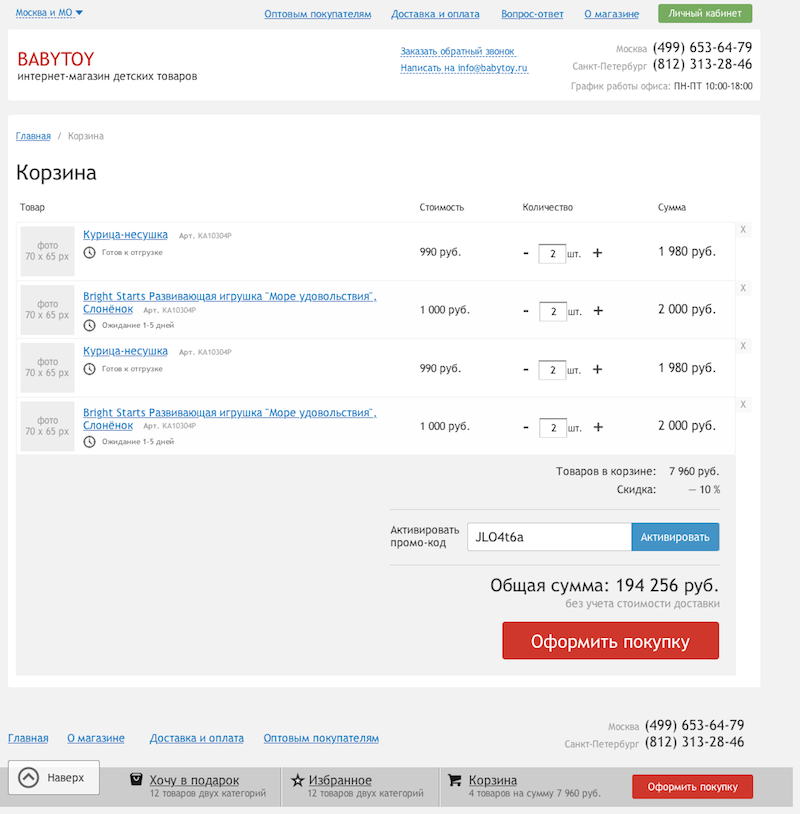 Москва и МО
Оптовым покупателям Доставка и оплата Вопрос-ответ О магазине Личный кабинет
BABYTOY
интернет-магазин детских товаров
Заказать обратный звонок
Написать на info@babytoy.ru
Москва (499) 653-64-79
Санкт-Петербург (812) 313-28-46
График работы офиса: ПН-ПТ 10:00-18:00
Главная / Корзина
Корзина
Товар Стоимость Количество Сумма
фото
70 x 65 px
Курица-несушка Арт. KA10304P
Готов к отгрузке
990 руб. - 2 шт. + 1 980 руб. X
фото
70 x 65 px
Bright Starts Развивающая игрушка "Море удовольствия",
Слонёнок Арт. KA10304P
Ожидание 1-5 дней
1 000 руб. - 2 шт. + 2 000 руб. X
фото
70 x 65 px
Курица-несушка Арт. KA10304P
Готов к отгрузке
990 руб. - 2 шт. + 1 980 руб. X
фото
70 x 65 px
Bright Starts Развивающая игрушка "Море удовольствия",
Слонёнок Арт. KA10304P
Ожидание 1-5 дней
1 000 руб. - 2 шт. + 2 000 руб. X
Товаров в корзине: 7 960 руб.
Скидка: — 10 %
Активировать
промо-код
JLO4t6a Активировать
Общая сумма: 194 256 руб.
без учета стоимости доставки
Оформить покупку
Главная О магазине Доставка и оплата Оптовым покупателям
Москва (499) 653-64-79
Санкт-Петербург (812) 313-28-46
Наверх
Хочу в подарок
12 товаров двух категорий
Избранное
12 товаров двух категорий
Корзина
4 товаров на сумму 7 960 руб.
Оформить покупку